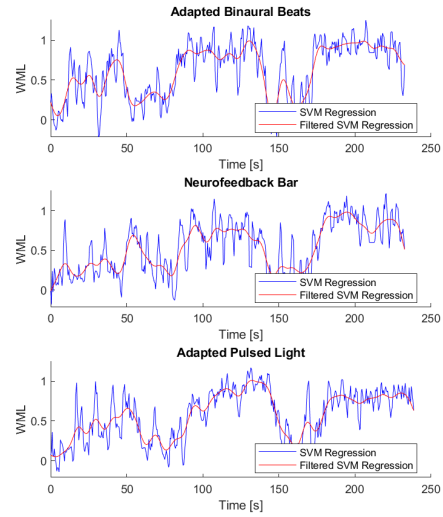 Adapted Binaural Beats
1
0.5
0
WML
SVM Regression
Filtered SVM Regression
0 50 100 150 200 250
Time [s]
Neurofeedback Bar
1
0.5
0
WML
SVM Regression
Filtered SVM Regression
0 50 100 150 200 250
Time [s]
Adapted Pulsed Light
1
0.5
0
WML
SVM Regression
Filtered SVM Regression
0 50 100 150 200 250
Time [s]